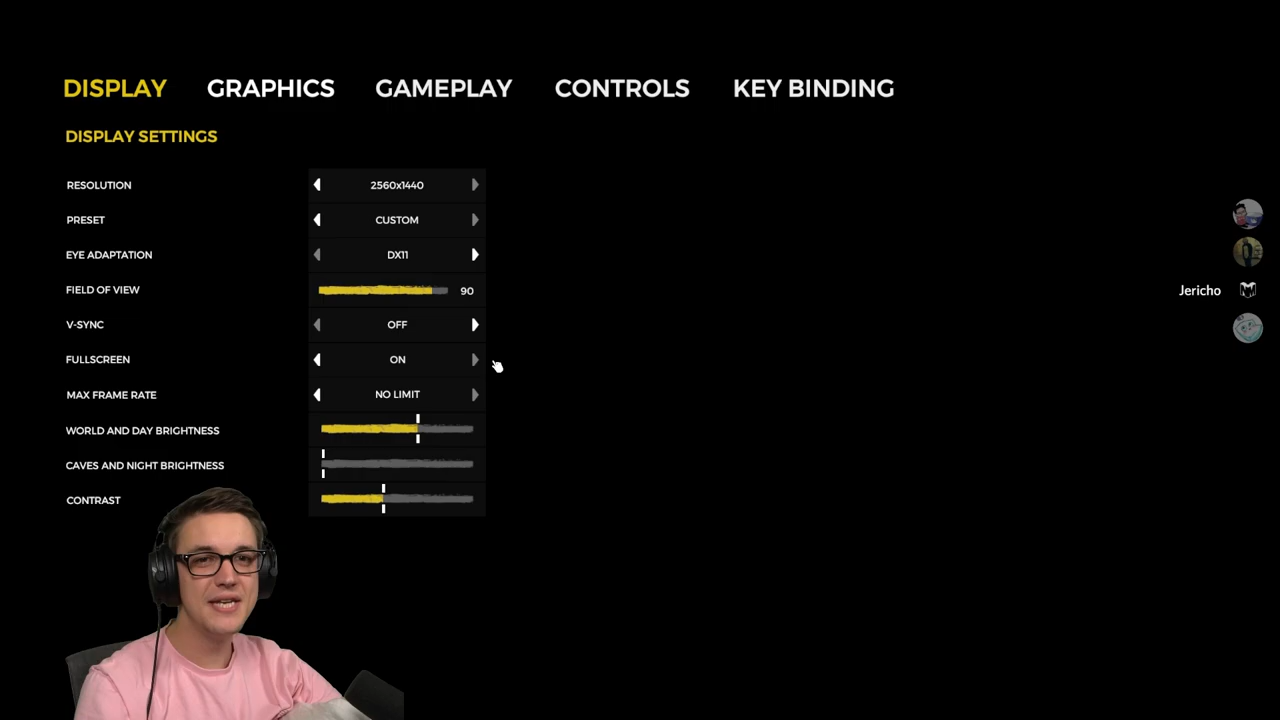 DISPLAY GRAPHICS GAMEPLAY CONTROLS KEY BINDING
DISPLAY SETTINGS
RESOLUTION 2560x1440
PRESET CUSTOM
EYE ADAPTATION DX11
FIELD OF VIEW 90
Jericho
V-SYNC OFF
FULLSCREEN ON
MAX FRAME RATE NO LIMIT
WORLD AND DAY BRIGHTNESS
CAVES AND NIGHT BRIGHTNESS
CONTRAST